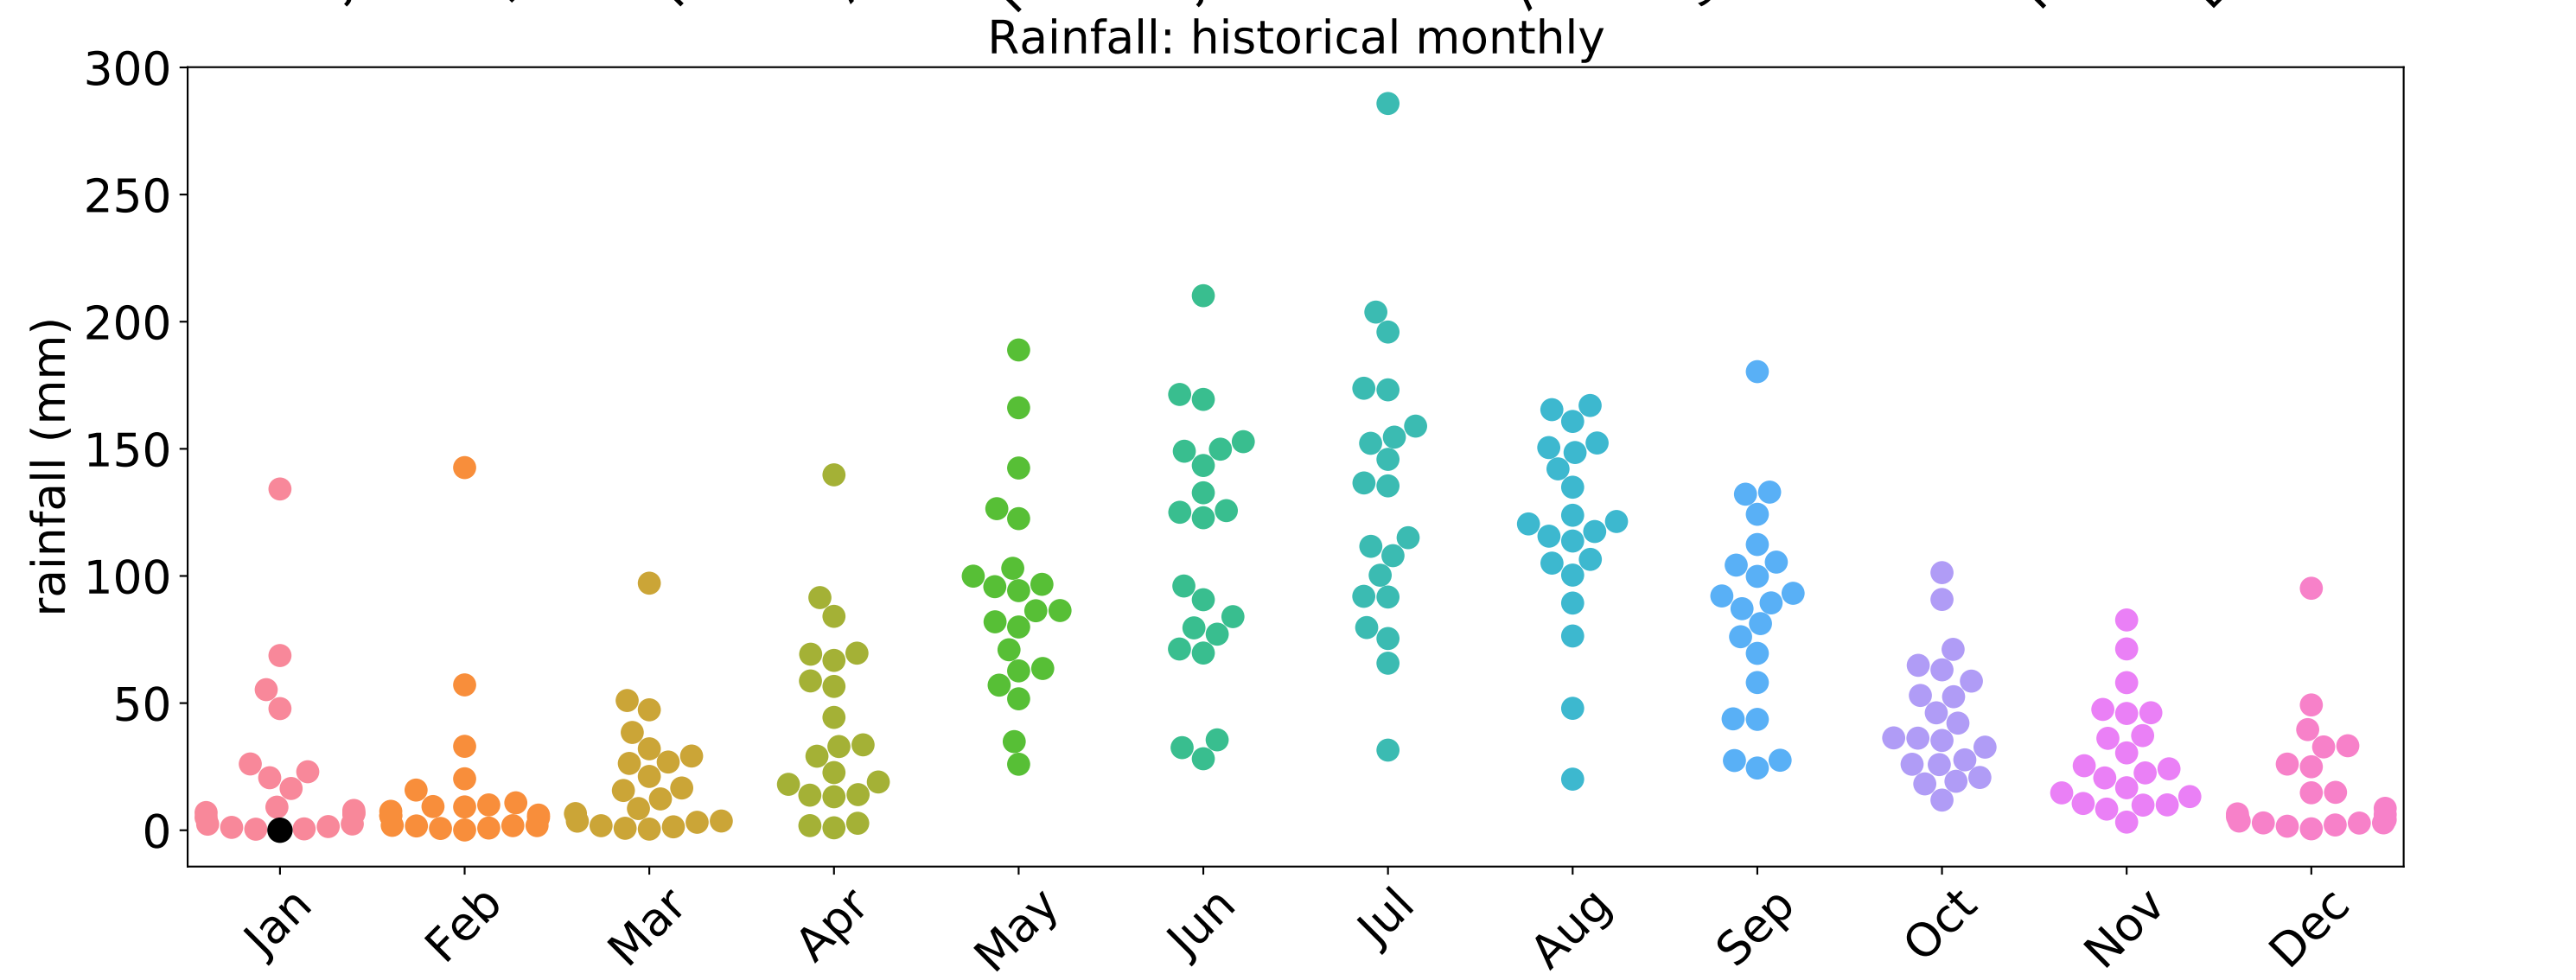 Rainfall: historical monthly
300
250
200
150
100
50
0
rainfall (mm)
Jan
Feb
Mar
Apr
May
Jun
Jul
Aug
Sep
Oct
Nov
Dec